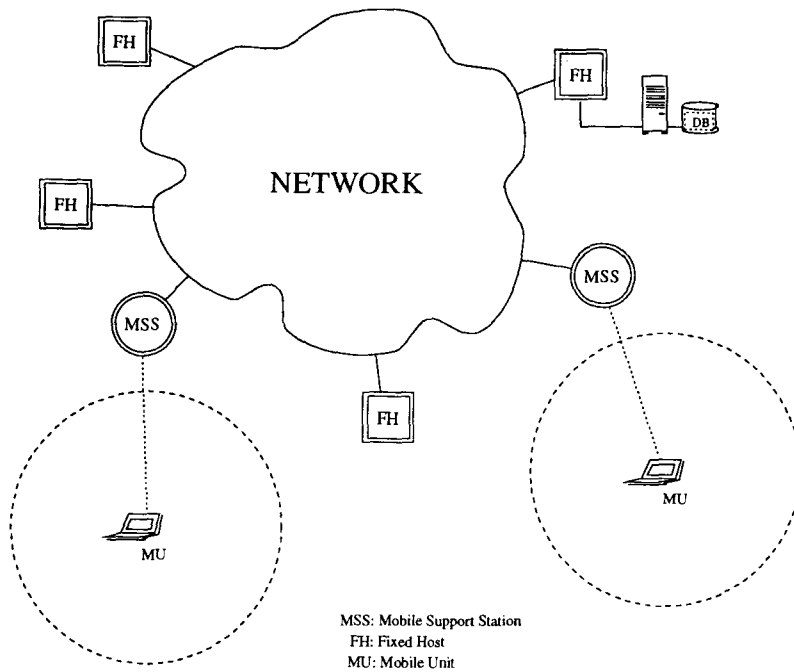 FH
FH
DB
NETWORK
FH
MSS
MSS
FH
MU
MU
MSS: Mobile Support Station
FH: Fixed Host
MU: Mobile Unit